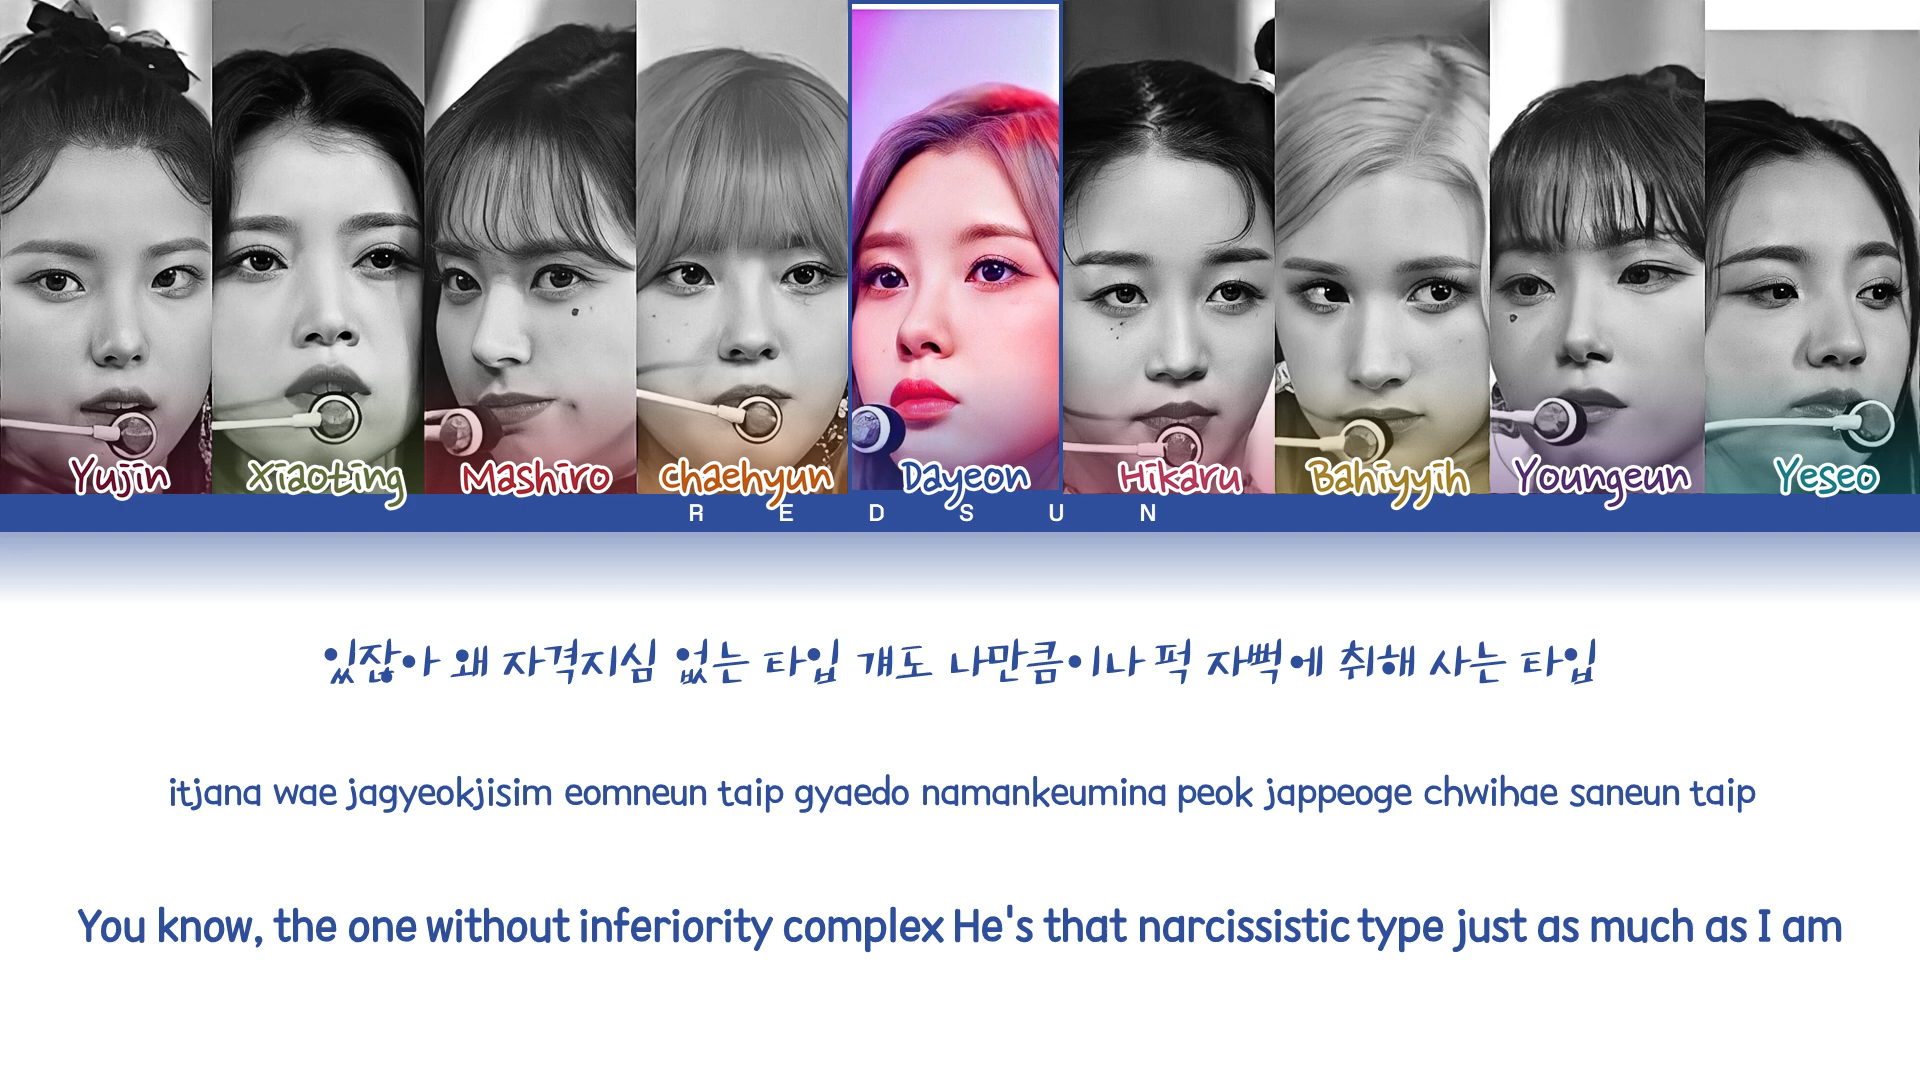 Yujin Xiaoting Mashiro Chaehyun Dayeon Hikaru Bahiyyih Youngeun Yeseo
REDSUN
있잖아 왜 자격지심 없는 타입 걔도 나만큼이나 퍽 자뻑에 취해 사는 타입
itjana wae jagyeokjisim eomneun taip gyaedo namankeumina peok jappeoge chwihae saneun taip
You know, the one without inferiority complex He's that narcissistic type just as much as I am